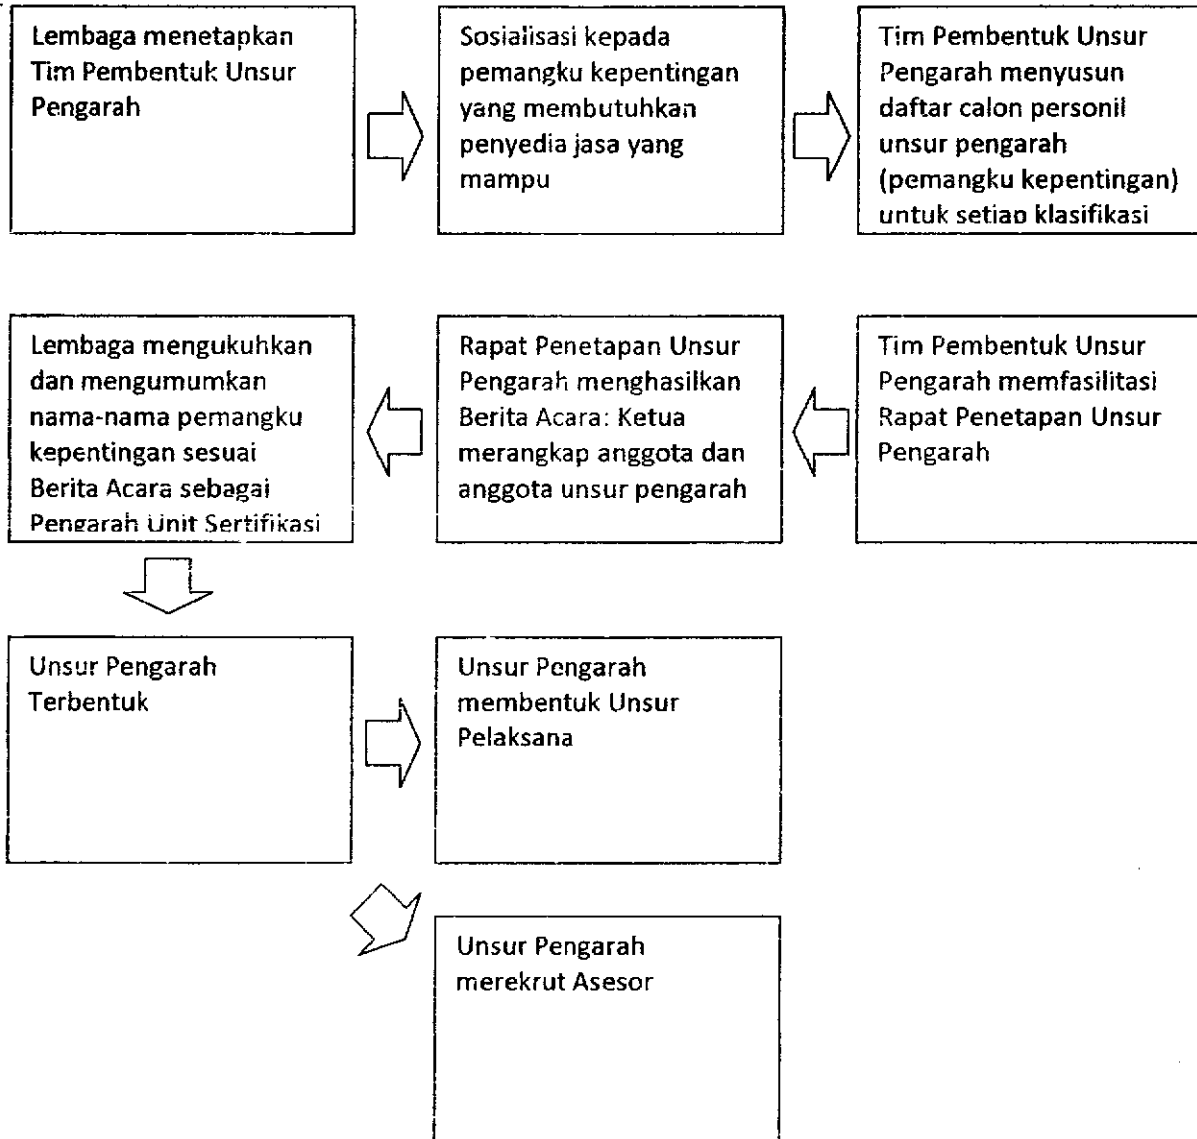 Lembaga menetapkan
Tim Pembentuk Unsur
Pengarah
Sosialisasi kepada
pemangku kepentingan
yang membutuhkan
penyedia jasa yang
mampu
Tim Pembentuk Unsur
Pengarah menyusun
daftar calon personil
unsur pengarah
(pemangku kepentingan)
untuk setiap klasifikasi
Tim Pembentuk Unsur
Pengarah memfasilitasi
Rapat Penetapan Unsur
Pengarah
Rapat Penetapan Unsur
Pengarah menghasilkan
Berita Acara: Ketua
merangkap anggota dan
anggota unsur pengarah
Lembaga mengukuhkan
dan mengumumkan
nama-nama pemangku
kepentingan sesuai
Berita Acara sebagai
Pengarah Unit Sertifikasi
Unsur Pengarah
Terbentuk
Unsur Pengarah
membentuk Unsur
Pelaksana
Unsur Pengarah
merekrut Asesor